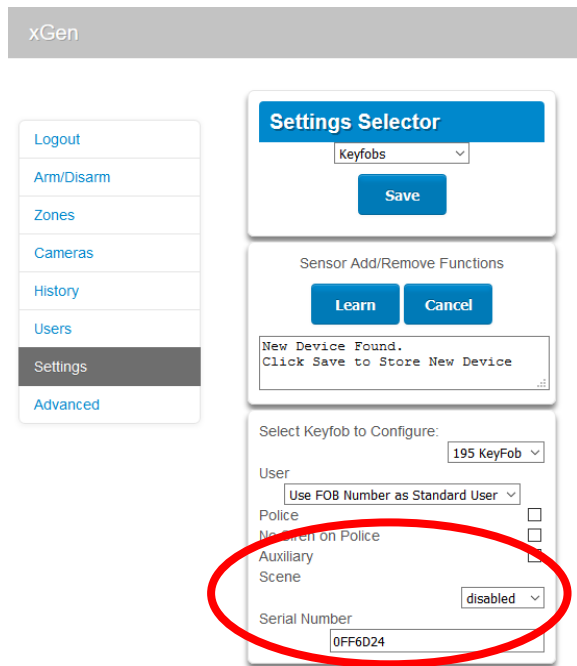 xGen
Logout
Arm/Disarm
Zones
Cameras
History
Users
Settings
Advanced
Settings Selector
Keyfobs
Save
Sensor Add/Remove Functions
Learn Cancel
New Device Found.
Click Save to Store New Device
Select Keyfob to Configure:
195 KeyFob
User
Use FOB Number as Standard User
Police
No Siren on Police
Auxiliary
Scene
disabled
Serial Number
0FF6D24